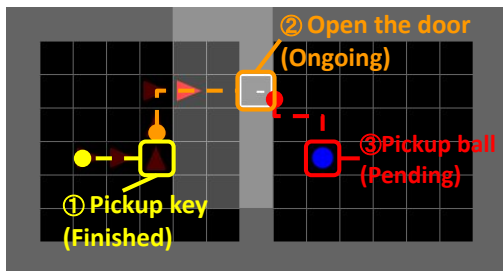 ② Open the door
(Ongoing)
③Pickup ball
(Pending)
① Pickup key
(Finished)